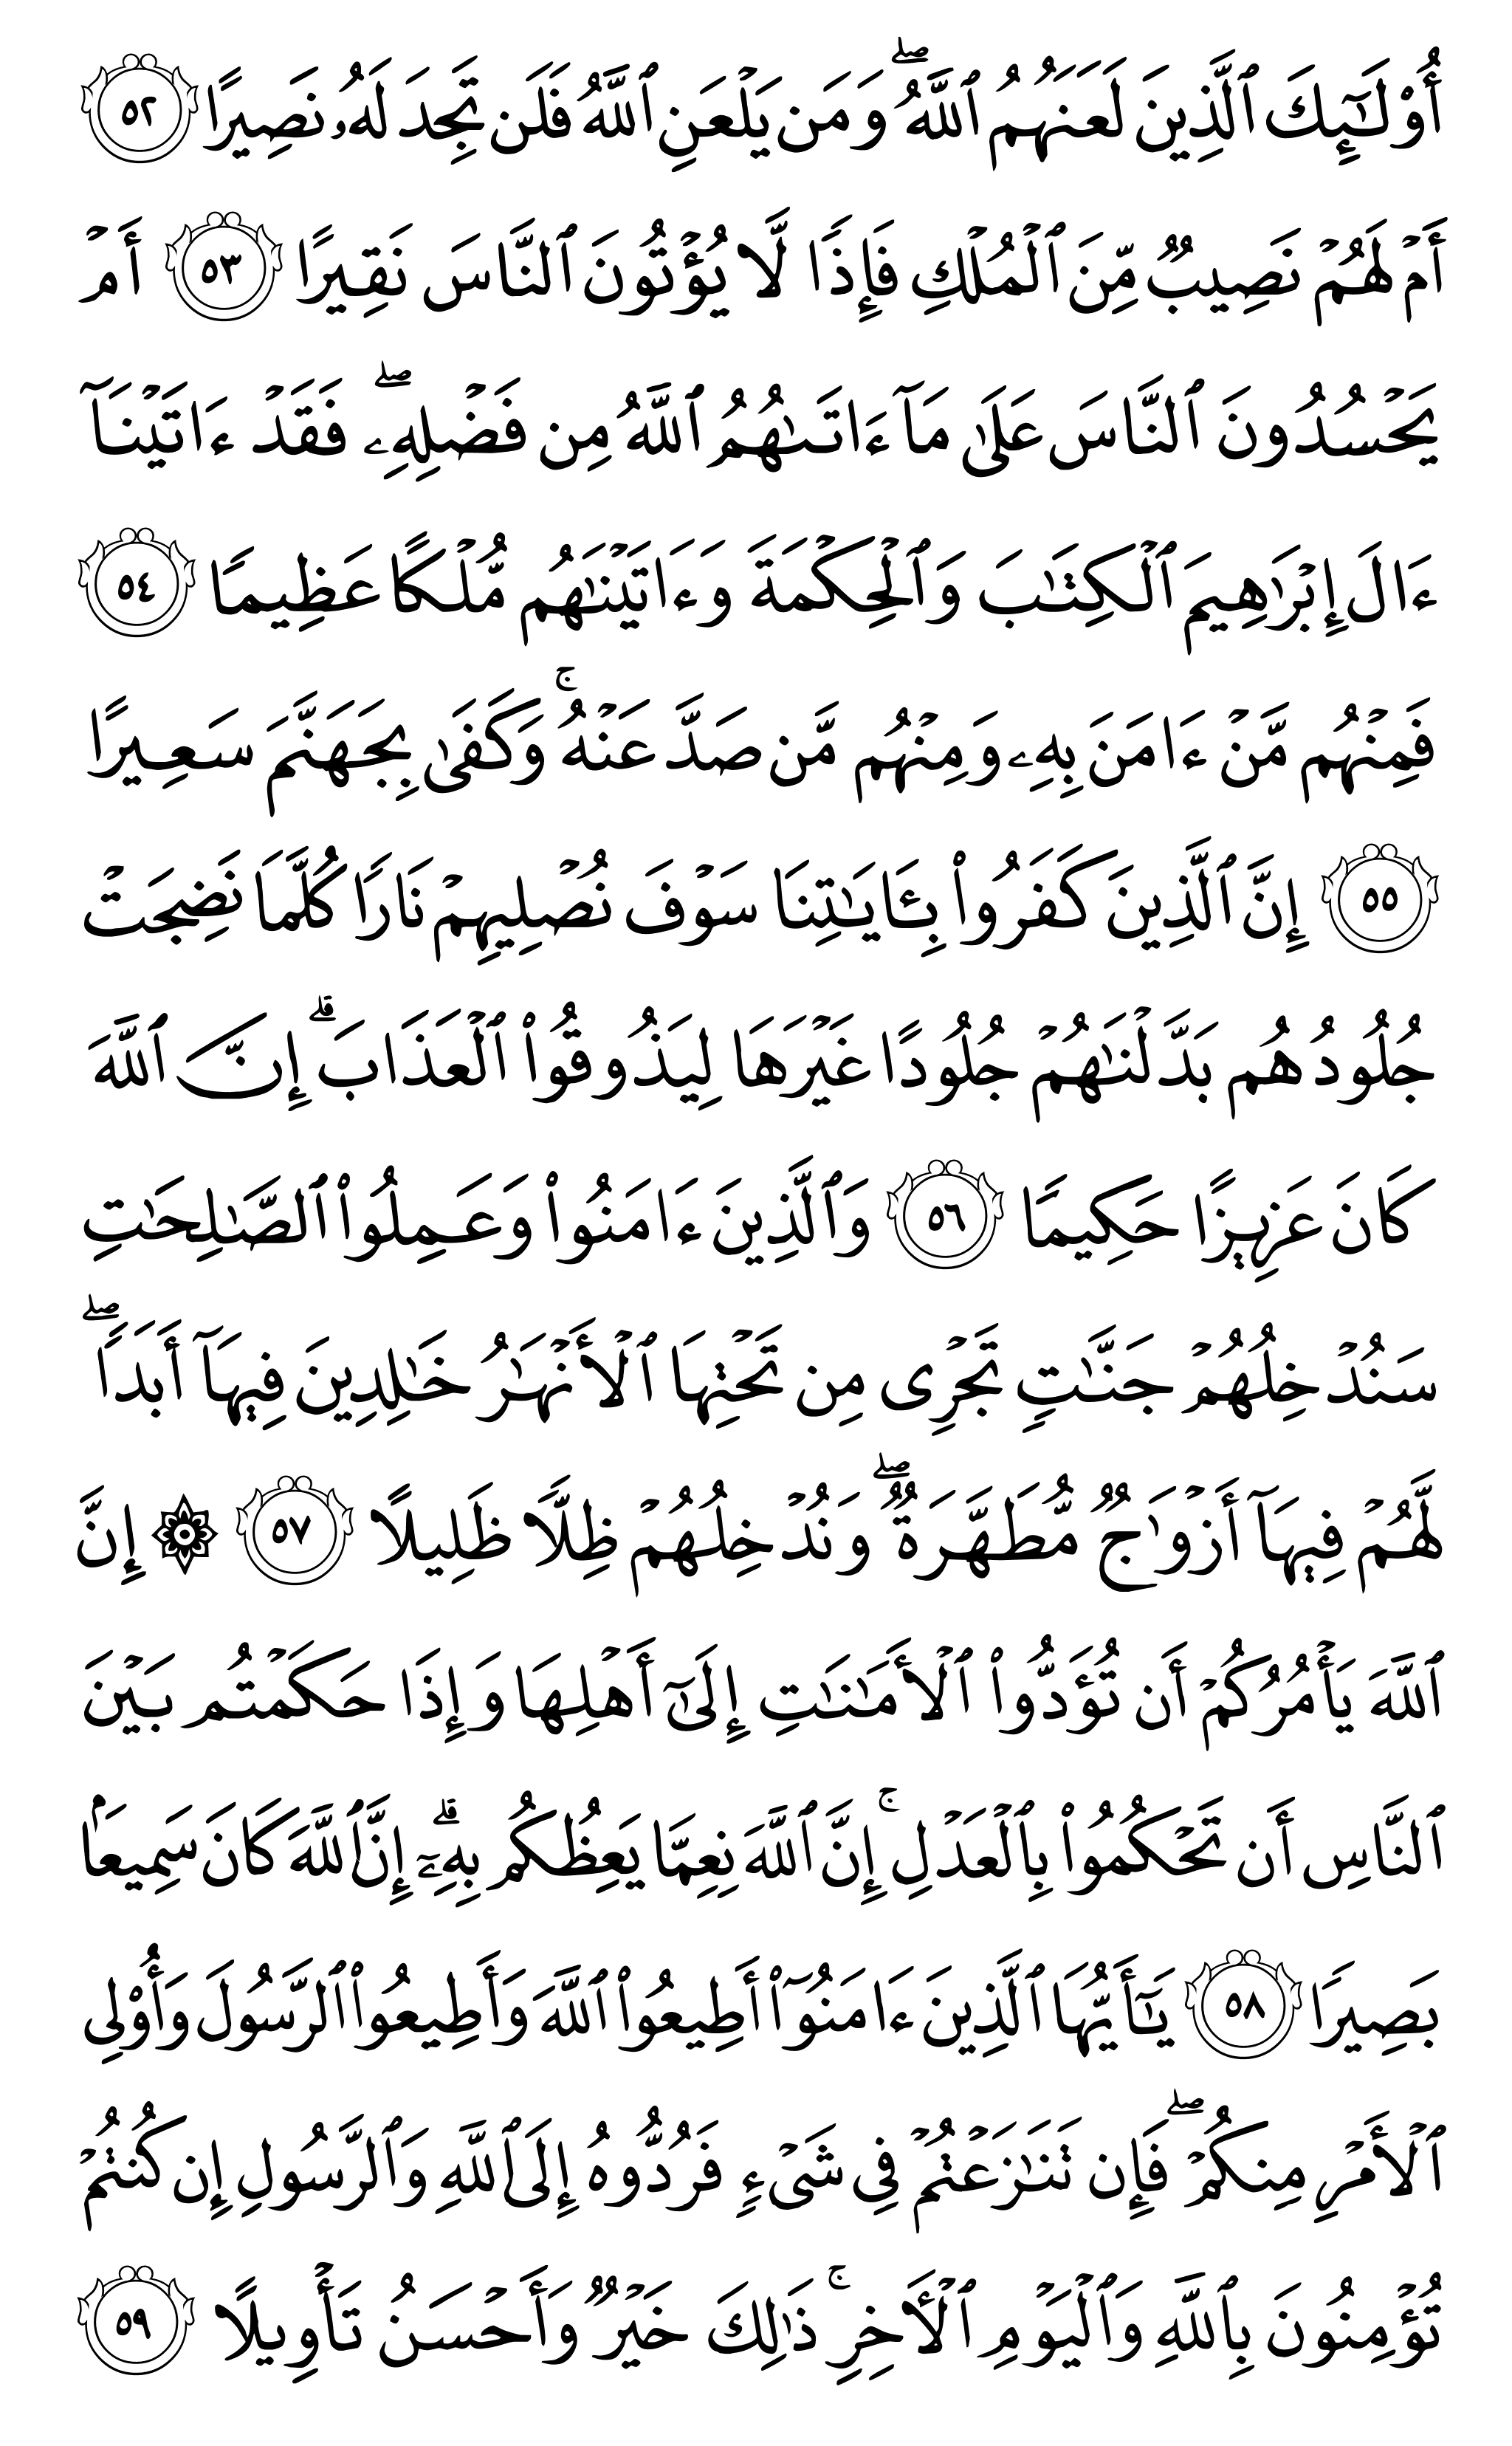 أُوْلَـٰٓئِكَ ٱلَّذِينَ لَعَنَهُمُ ٱللَّهُۖ وَمَن يَلْعَنِ ٱللَّهُ فَلَن تَجِدَ لَهُۥ نَصِيرًا ٥٢
أَمْ لَهُمْ نَصِيبٌ مِّنَ ٱلْمُلْكِ فَإِذًا لَّا يُؤْتُونَ ٱلنَّاسَ نَقِيرًا ٥٣ أَمْ
يَحْسُدُونَ ٱلنَّاسَ عَلَىٰ مَآ ءَاتَىٰهُمُ ٱللَّهُ مِن فَضْلِهِۦۖ فَقَدْ ءَاتَيْنَآ
ءَالَ إِبْرَٰهِيمَ ٱلْكِتَـٰبَ وَٱلْحِكْمَةَ وَءَاتَيْنَـٰهُم مُّلْكًا عَظِيمًا ٥٤
فَمِنْهُم مَّنْ ءَامَنَ بِهِۦ وَمِنْهُم مَّن صَدَّ عَنْهُۚ وَكَفَىٰ بِجَهَنَّمَ سَعِيرًا
٥٥ إِنَّ ٱلَّذِينَ كَفَرُوا۟ بِـَٔايَـٰتِنَا سَوْفَ نُصْلِيهِمْ نَارًا كُلَّمَا نَضِجَتْ
جُلُودُهُم بَدَّلْنَـٰهُمْ جُلُودًا غَيْرَهَا لِيَذُوقُوا۟ ٱلْعَذَابَۗ إِنَّ ٱللَّهَ
كَانَ عَزِيزًا حَكِيمًا ٥٦ وَٱلَّذِينَ ءَامَنُوا۟ وَعَمِلُوا۟ ٱلصَّـٰلِحَـٰتِ
سَنُدْخِلُهُمْ جَنَّـٰتٍ تَجْرِى مِن تَحْتِهَا ٱلْأَنْهَـٰرُ خَـٰلِدِينَ فِيهَآ أَبَدًاۖ
لَّهُمْ فِيهَآ أَزْوَٰجٌ مُّطَهَّرَةٌۖ وَنُدْخِلُهُمْ ظِلًّا ظَلِيلًا ٥٧ ۞ إِنَّ
ٱللَّهَ يَأْمُرُكُمْ أَن تُؤَدُّوا۟ ٱلْأَمَـٰنَـٰتِ إِلَىٰٓ أَهْلِهَا وَإِذَا حَكَمْتُم بَيْنَ
ٱلنَّاسِ أَن تَحْكُمُوا۟ بِٱلْعَدْلِۚ إِنَّ ٱللَّهَ نِعِمَّا يَعِظُكُم بِهِۦٓۗ إِنَّ ٱللَّهَ كَانَ سَمِيعًۢا
بَصِيرًا ٥٨ يَـٰٓأَيُّهَا ٱلَّذِينَ ءَامَنُوٓا۟ أَطِيعُوا۟ ٱللَّهَ وَأَطِيعُوا۟ ٱلرَّسُولَ وَأُوْلِى
ٱلْأَمْرِ مِنكُمْۖ فَإِن تَنَـٰزَعْتُمْ فِى شَىْءٍ فَرُدُّوهُ إِلَى ٱللَّهِ وَٱلرَّسُولِ إِن كُنتُمْ
تُؤْمِنُونَ بِٱللَّهِ وَٱلْيَوْمِ ٱلْـَٔاخِرِۚ ذَٰلِكَ خَيْرٌ وَأَحْسَنُ تَأْوِيلًا ٥٩